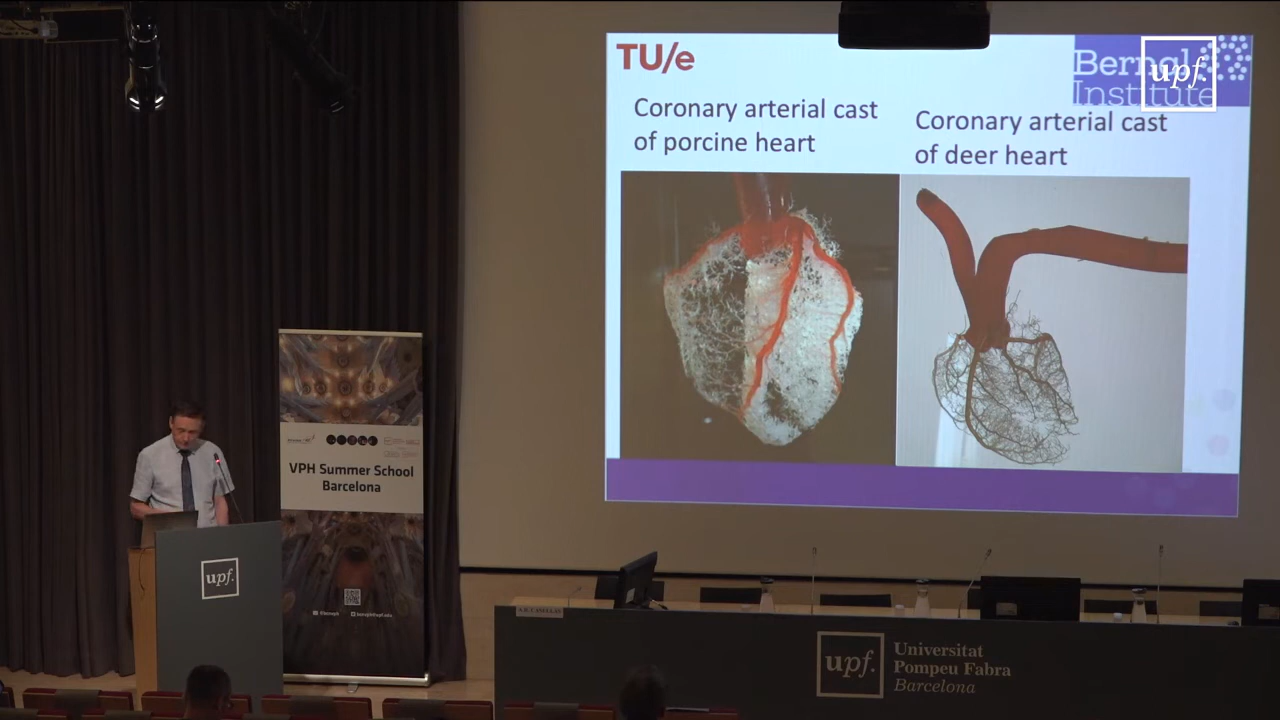 TU/e
Bernal
Institute
upf.
Coronary arterial cast
of porcine heart
Coronary arterial cast
of deer heart
VPH Summer School
Barcelona
upf.
upf.
Universitat
Pompeu Fabra
Barcelona